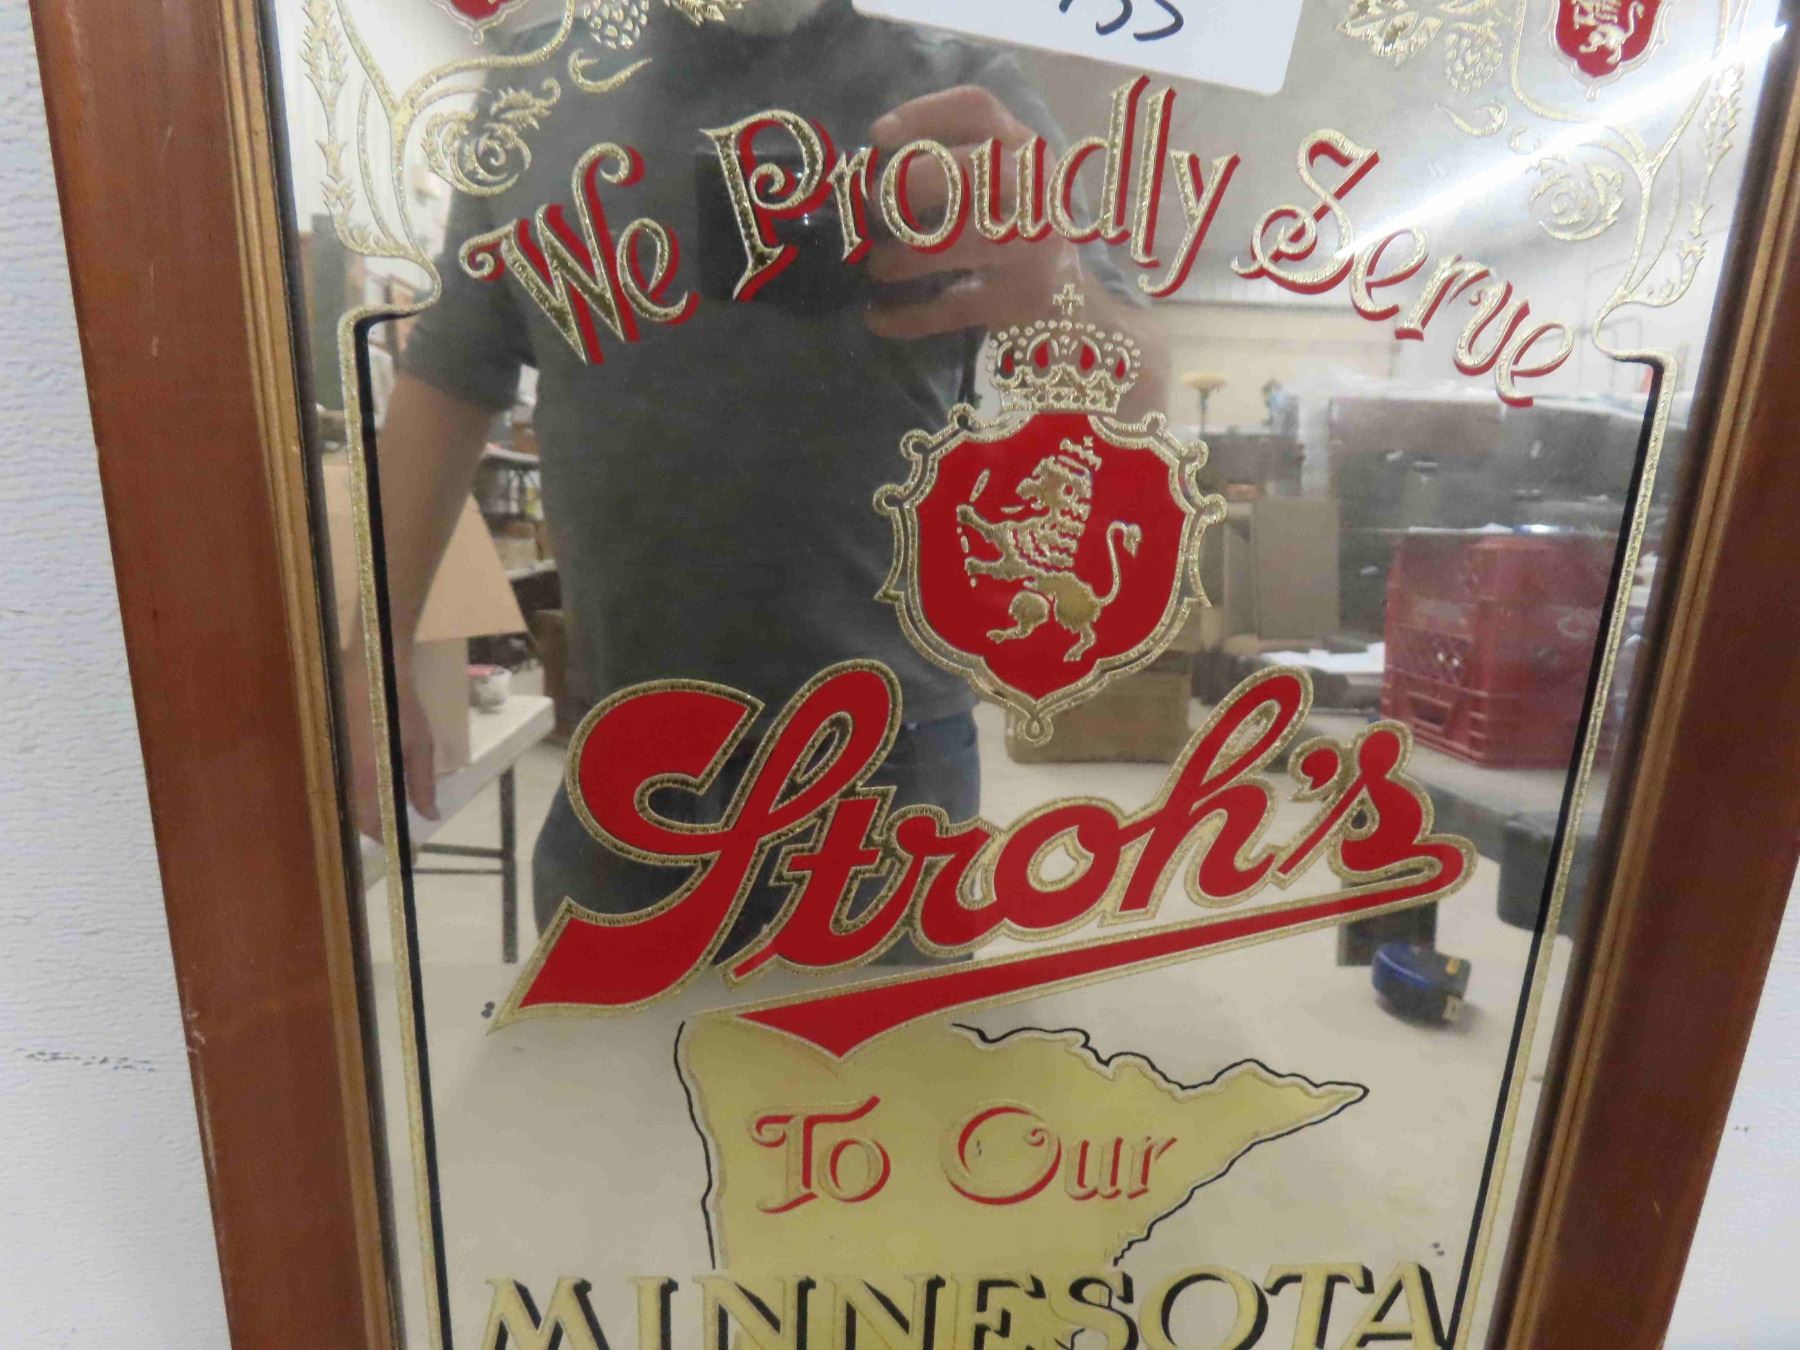 We Proudly Serve
Stroh's
To Our
MINNESOTA